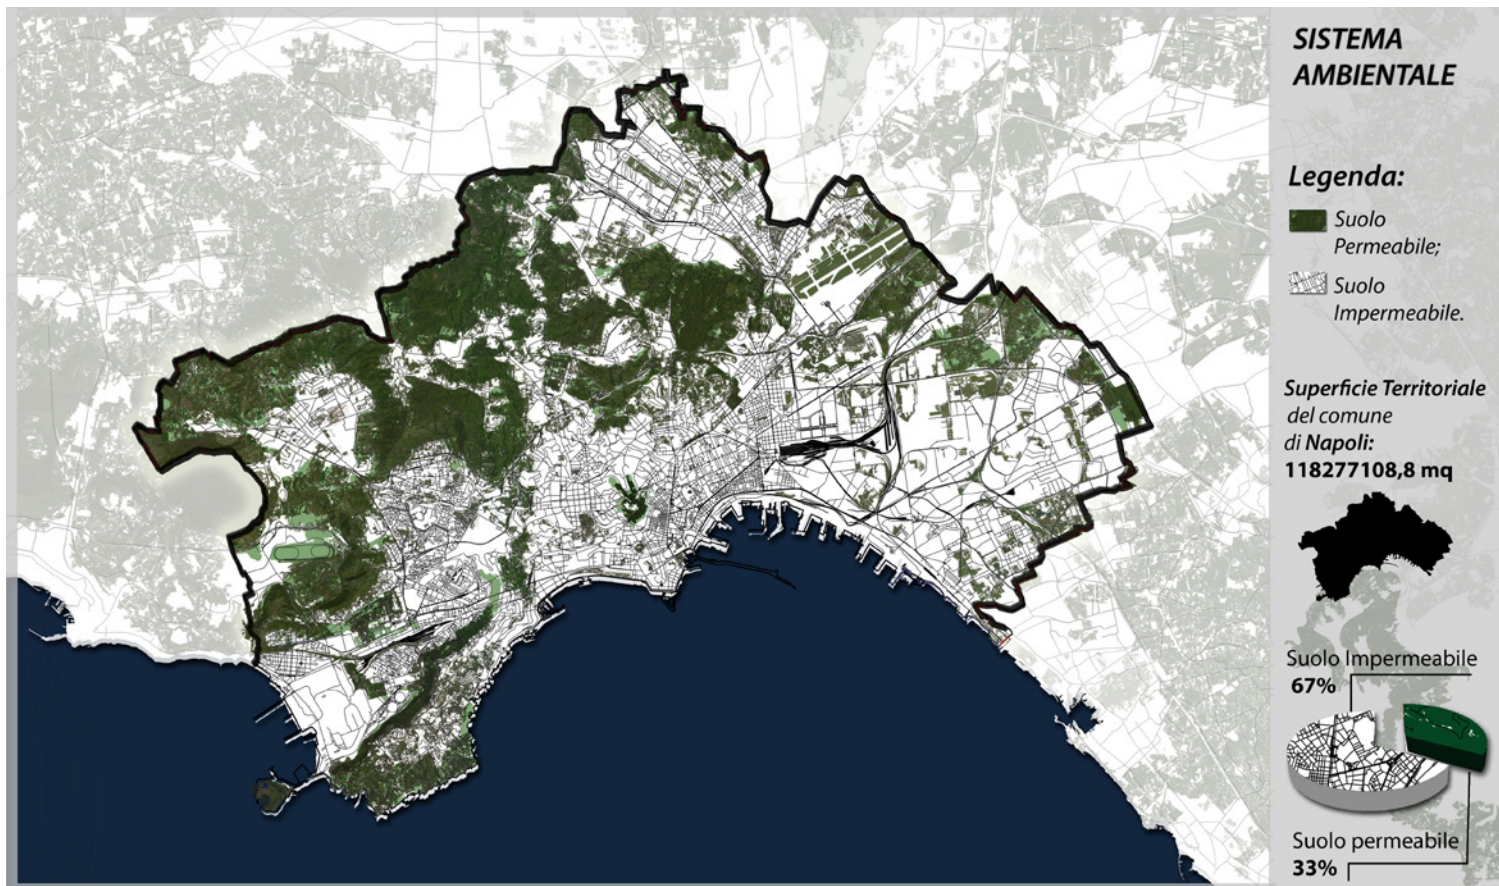 SISTEMA
AMBIENTALE
Legenda:
Suolo
Permeabile;
Suolo
Impermeabile.
Superficie Territoriale
del comune
di Napoli:
118277108,8 mq
Suolo Impermeabile
67%
Suolo permeabile
33%